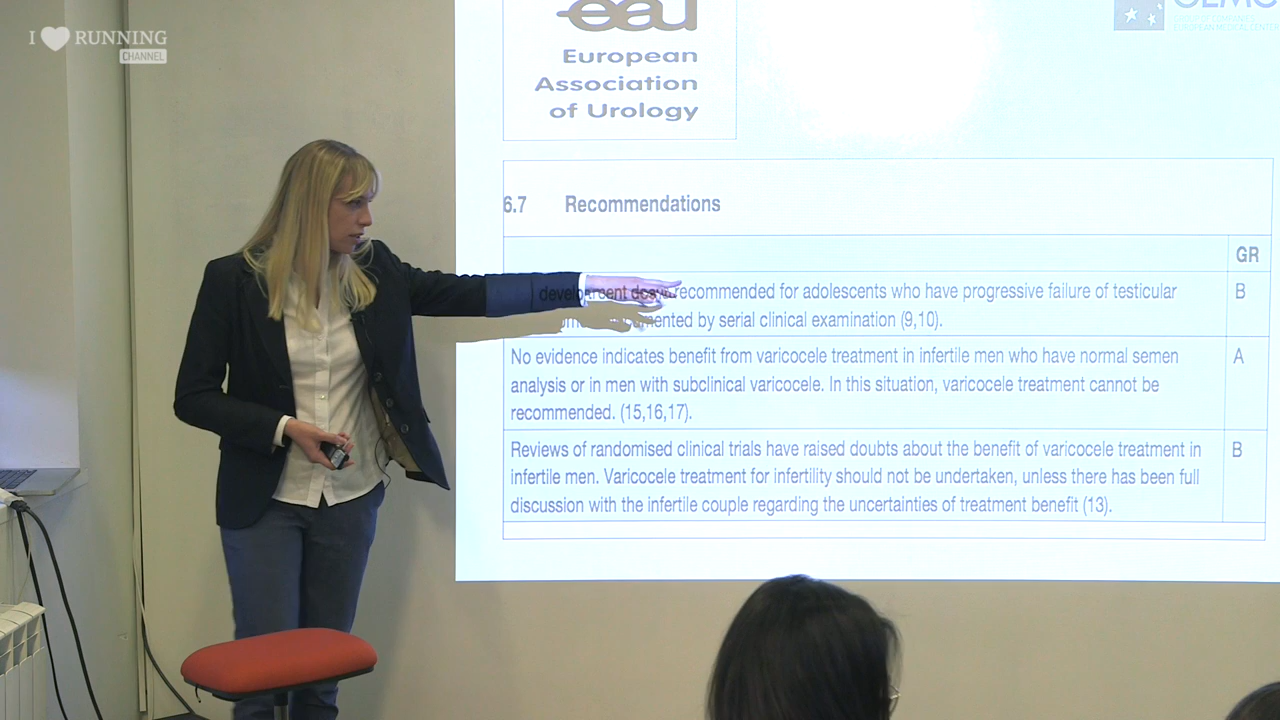 I RUNNING
CHANNEL
eau
European
Association
of Urology
6.7 Recommendations
GR
recommended for adolescents who have progressive failure of testicular B
by serial clinical examination (9,10).
No evidence indicates benefit from varicocele treatment in infertile men who have normal semen A
analysis or in men with subclinical varicocele. In this situation, varicocele treatment cannot be
recommended. (15,16,17).
Reviews of randomised clinical trials have raised doubts about the benefit of varicocele treatment in B
infertile men. Varicocele treatment for infertility should not be undertaken, unless there has been full
discussion with the infertile couple regarding the uncertainties of treatment benefit (13).